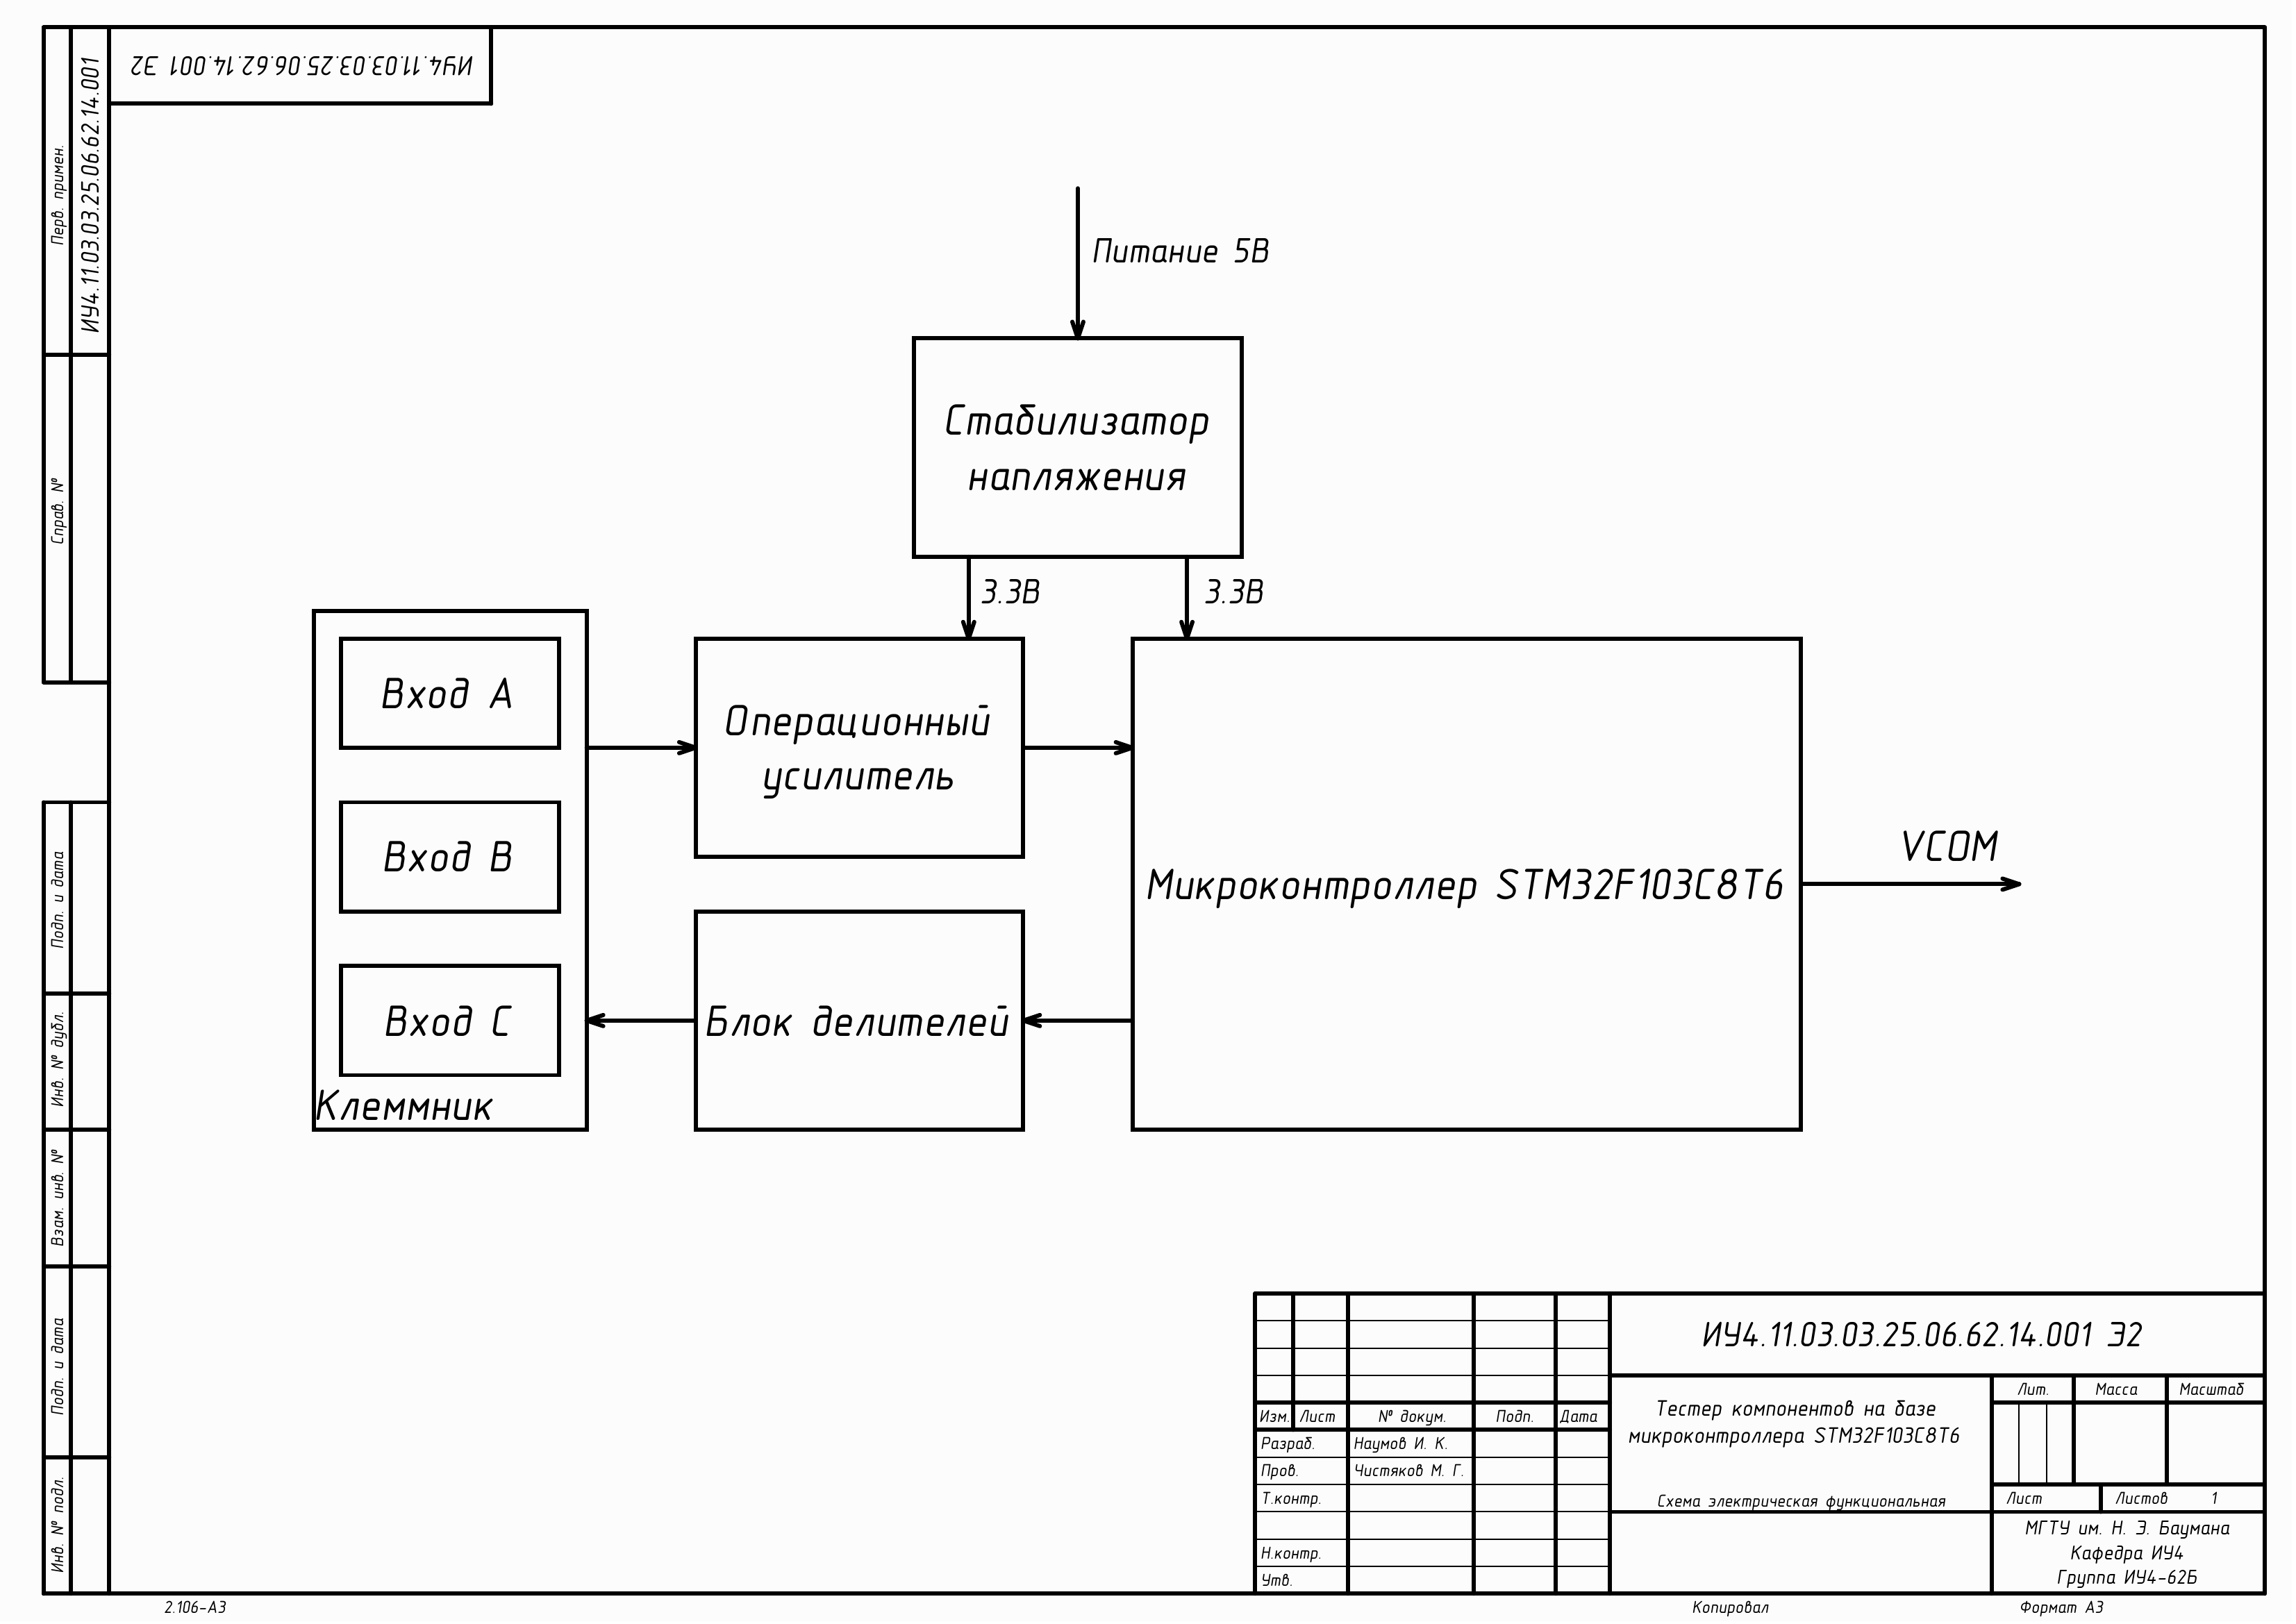 ИУ4.11.03.03.25.06.62.14.001 Э2
Перв. примен.
ИУ4.11.03.03.25.06.62.14.001
Справ. №
Подп. и дата
Инв. № дубл.
Взам. инв. №
Подп. и дата
Инв. № подл.
Питание 5В
Стабилизатор
напляжения
3.3В
3.3В
Вход A
Вход B
Вход C
Клеммник
Операционный
усилитель
Блок делителей
Микроконтроллер STM32F103C8T6
VCOM
ИУ4.11.03.03.25.06.62.14.001 Э2
Изм. Лист № докум. Подп. Дата
Разраб. Наумов И. К.
Пров. Чистяков М. Г.
Т.контр.
Н.контр.
Утв.
Тестер компонентов на базе
микроконтроллера STM32F103C8T6
Схема электрическая функциональная
Лит. Масса Масштаб
Лист Листов 1
МГТУ им. Н. Э. Баумана
Кафедра ИУ4
Группа ИУ4-62Б
2.106-А3 Копировал Формат А3